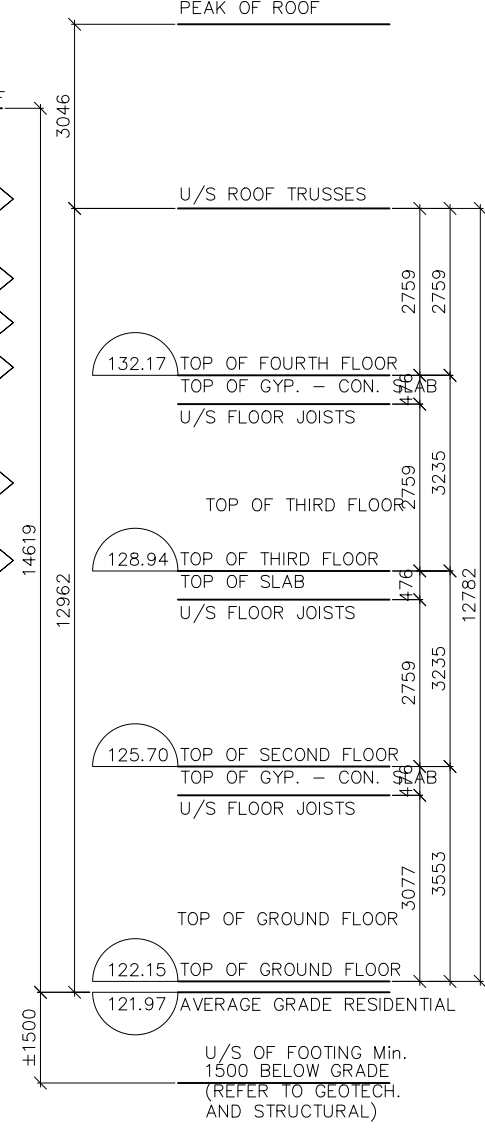 PEAK OF ROOF
3046
U/S ROOF TRUSSES
2759
2759
132.17 TOP OF FOURTH FLOOR
TOP OF GYP. – CON. SLAB
476
U/S FLOOR JOISTS
2759
3235
TOP OF THIRD FLOOR
14619
12962
12782
128.94 TOP OF THIRD FLOOR
TOP OF SLAB
476
U/S FLOOR JOISTS
2759
3235
125.70 TOP OF SECOND FLOOR
TOP OF GYP. – CON. SLAB
476
U/S FLOOR JOISTS
3077
3553
TOP OF GROUND FLOOR
122.15 TOP OF GROUND FLOOR
121.97 AVERAGE GRADE RESIDENTIAL
±1500
U/S OF FOOTING Min.
1500 BELOW GRADE
(REFER TO GEOTECH.
AND STRUCTURAL)